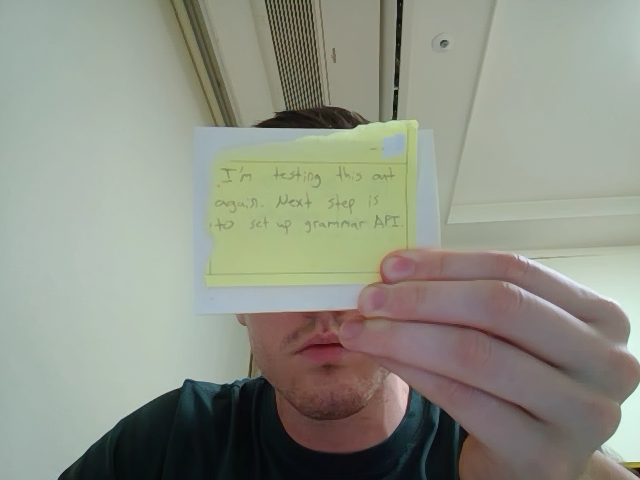 I'm testing this out
again. Next step is
to set up grammar API.